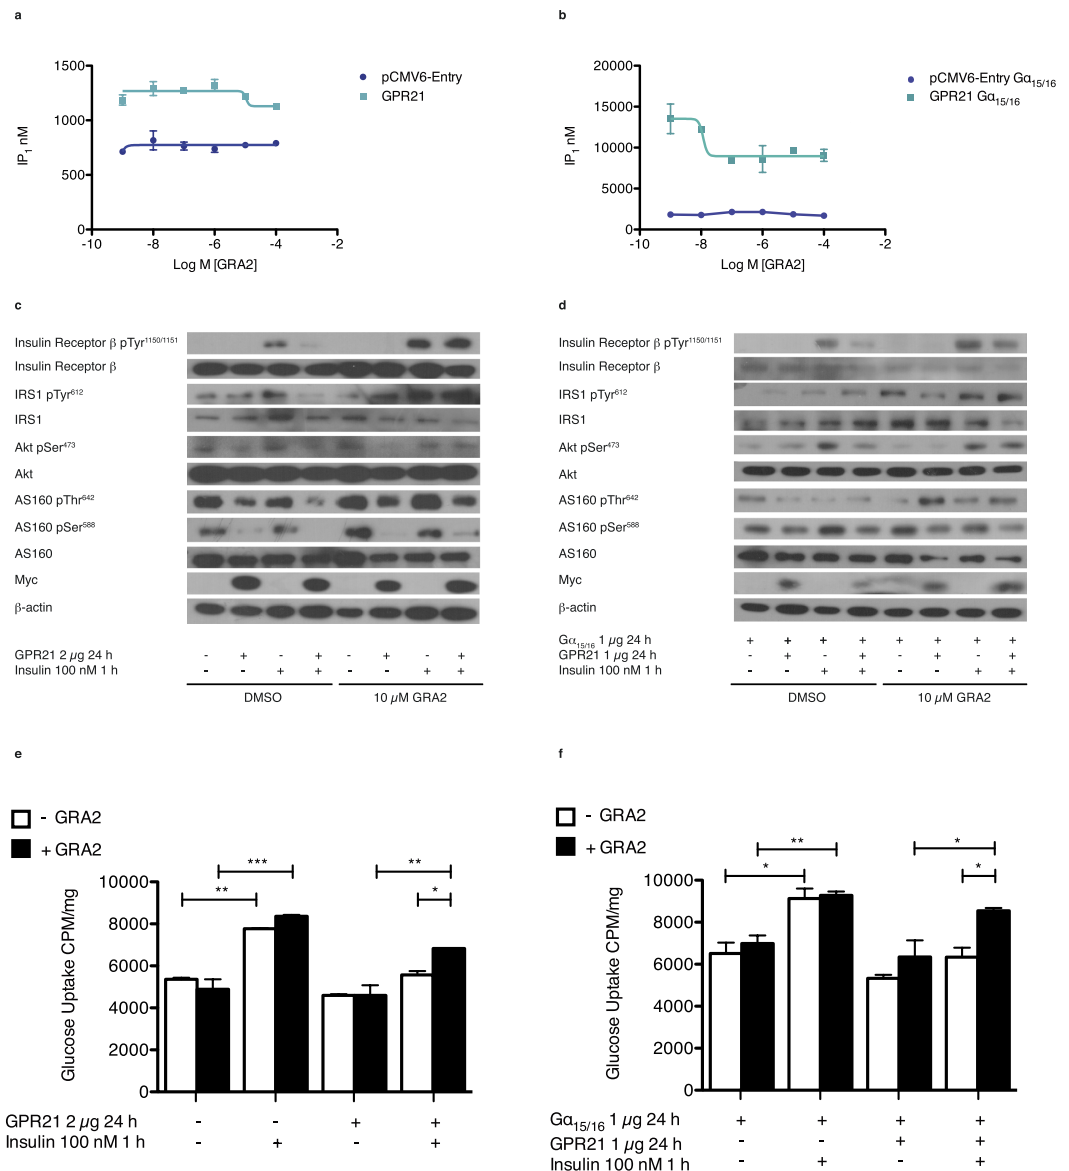 a
1500
1000
500
0
-10
-8
-6
-4
-2
IP₁ nM
Log M [GRA2]
pCMV6-Entry
GPR21
b
20000
15000
10000
5000
0
-10
-8
-6
-4
-2
IP₁ nM
Log M [GRA2]
pCMV6-Entry Gα₁₅/₁₆
GPR21 Gα₁₅/₁₆
c
Insulin Receptor β pTyr¹¹⁵⁰/¹¹⁵¹
Insulin Receptor β
IRS1 pTyr⁶¹²
IRS1
Akt pSer⁴⁷³
Akt
AS160 pThr⁶⁴²
AS160 pSer⁵⁸⁸
AS160
Myc
β-actin
GPR21 2 µg 24 h - + - + - + - +
Insulin 100 nM 1 h - - + + - - + +
DMSO 10 µM GRA2
d
Insulin Receptor β pTyr¹¹⁵⁰/¹¹⁵¹
Insulin Receptor β
IRS1 pTyr⁶¹²
IRS1
Akt pSer⁴⁷³
Akt
AS160 pThr⁶⁴²
AS160 pSer⁵⁸⁸
AS160
Myc
β-actin
Gα₁₅/₁₆ 1 µg 24 h + + + + + + + +
GPR21 1 µg 24 h - + - + - + - +
Insulin 100 nM 1 h - - + + - - + +
DMSO 10 µM GRA2
e
- GRA2
+ GRA2
*** **
** *
10000
8000
6000
4000
2000
0
Glucose Uptake CPM/mg
GPR21 2 µg 24 h - - + +
Insulin 100 nM 1 h - + - +
f
- GRA2
+ GRA2
** *
* *
10000
8000
6000
4000
2000
0
Glucose Uptake CPM/mg
Gα₁₅/₁₆ 1 µg 24 h + + + +
GPR21 1 µg 24 h - - + +
Insulin 100 nM 1 h - + - +